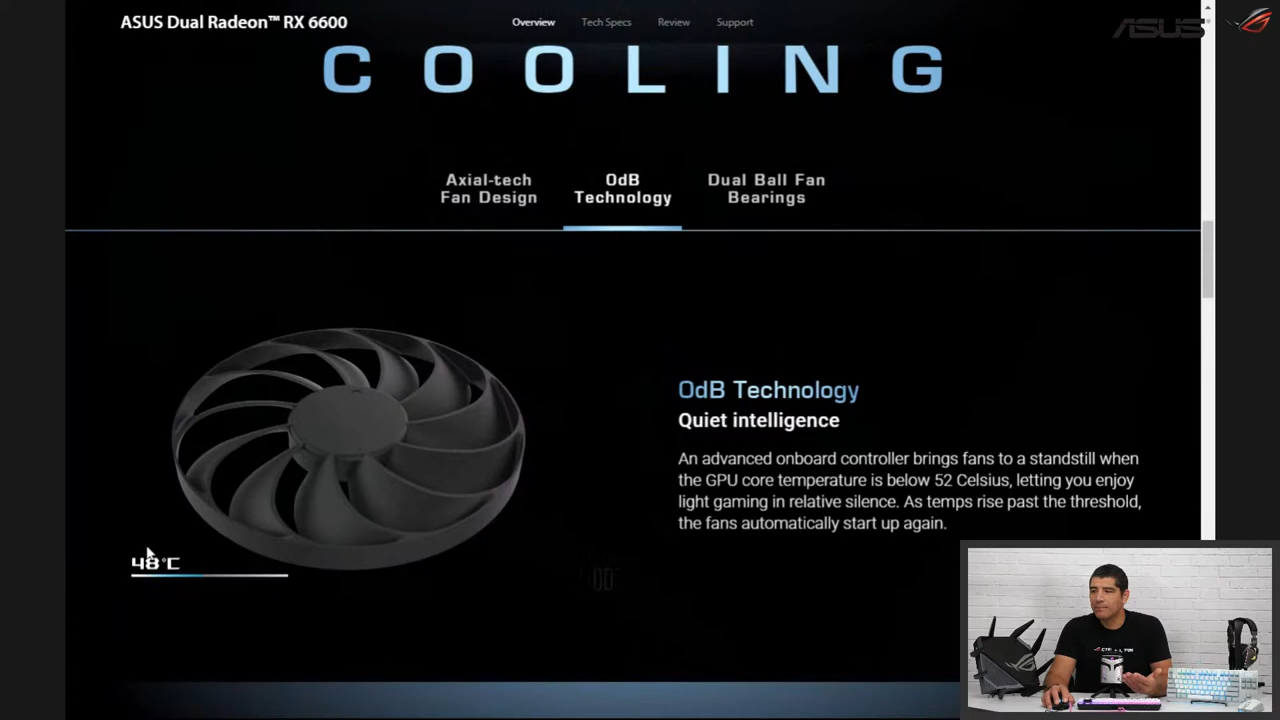 ASUS Dual Radeon™ RX 6600
Overview
Tech Specs
Review
Support
ASUS
COOLING
Axial-tech
Fan Design
0dB
Technology
Dual Ball Fan
Bearings
0dB Technology
Quiet intelligence
An advanced onboard controller brings fans to a standstill when
the GPU core temperature is below 52 Celsius, letting you enjoy
light gaming in relative silence. As temps rise past the threshold,
the fans automatically start up again.
48°C